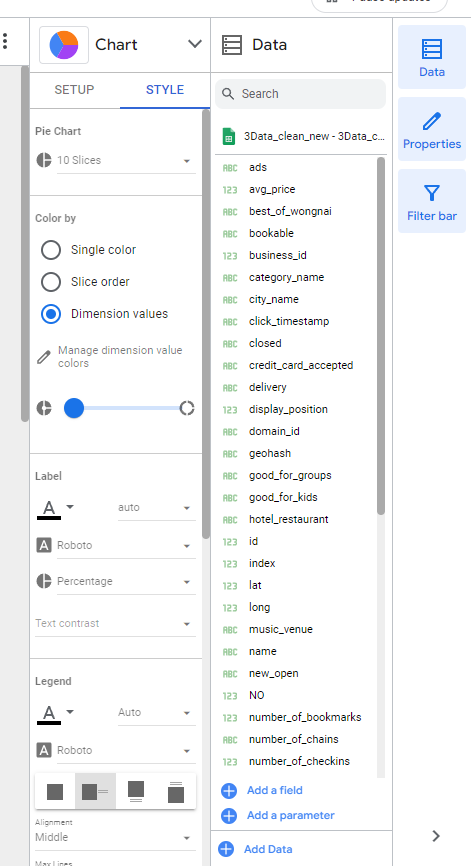 Chart
SETUP
STYLE
Pie Chart
10 Slices
Color by
Single color
Slice order
Dimension values
Manage dimension value
colors
Label
A
auto
A
Roboto
Percentage
Text contrast
Legend
A
Auto
A
Roboto
Alignment
Middle
Max Lines
Data
Search
3Data_clean_new - 3Data_c...
ABC ads
123 avg_price
ABC best_of_wongnai
ABC bookable
123 business_id
ABC category_name
ABC city_name
ABC click_timestamp
ABC closed
ABC credit_card_accepted
ABC delivery
123 display_position
ABC domain_id
ABC geohash
ABC good_for_groups
ABC good_for_kids
ABC hotel_restaurant
123 id
123 index
123 lat
123 long
ABC music_venue
ABC name
ABC new_open
123 NO
123 number_of_bookmarks
ABC number_of_chains
123 number_of_checkins
Add a field
Add a parameter
Add Data
Data
Properties
Filter bar